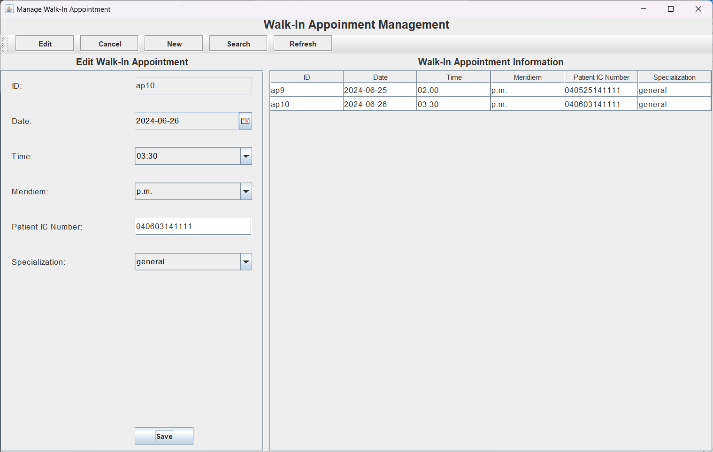 Manage Walk-In Appointment
Walk-In Appoinment Management
Edit Cancel New Search Refresh
Edit Walk-In Appointment
ID: ap10
Date: 2024-06-26
Time: 03:30
Meridiem: p.m.
Patient IC Number: 040603141111
Specialization: general
Save
Walk-In Appointment Information
ID Date Time Meridiem Patient IC Number Specialization
ap9 2024-06-25 02.00 p.m. 040525141111 general
ap10 2024-06-26 03.30 p.m. 040603141111 general